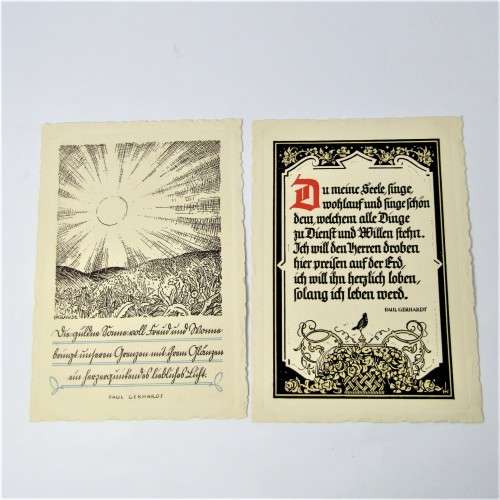 Die güldne Sonne voll Freud und Wonne
bringt unseren Grenzen mit ihrem Glänzen
ein herzerquickendes liebliches Licht.
PAUL GERHARDT
Du meine Seele, singe,
wohlauf und singe schön
dem, welchem alle Dinge
zu Dienst und Willen stehn.
Ich will den Herren droben
hier preisen auf der Erd,
ich will ihn herzlich loben,
solang ich leben werd.
PAUL GERHARDT